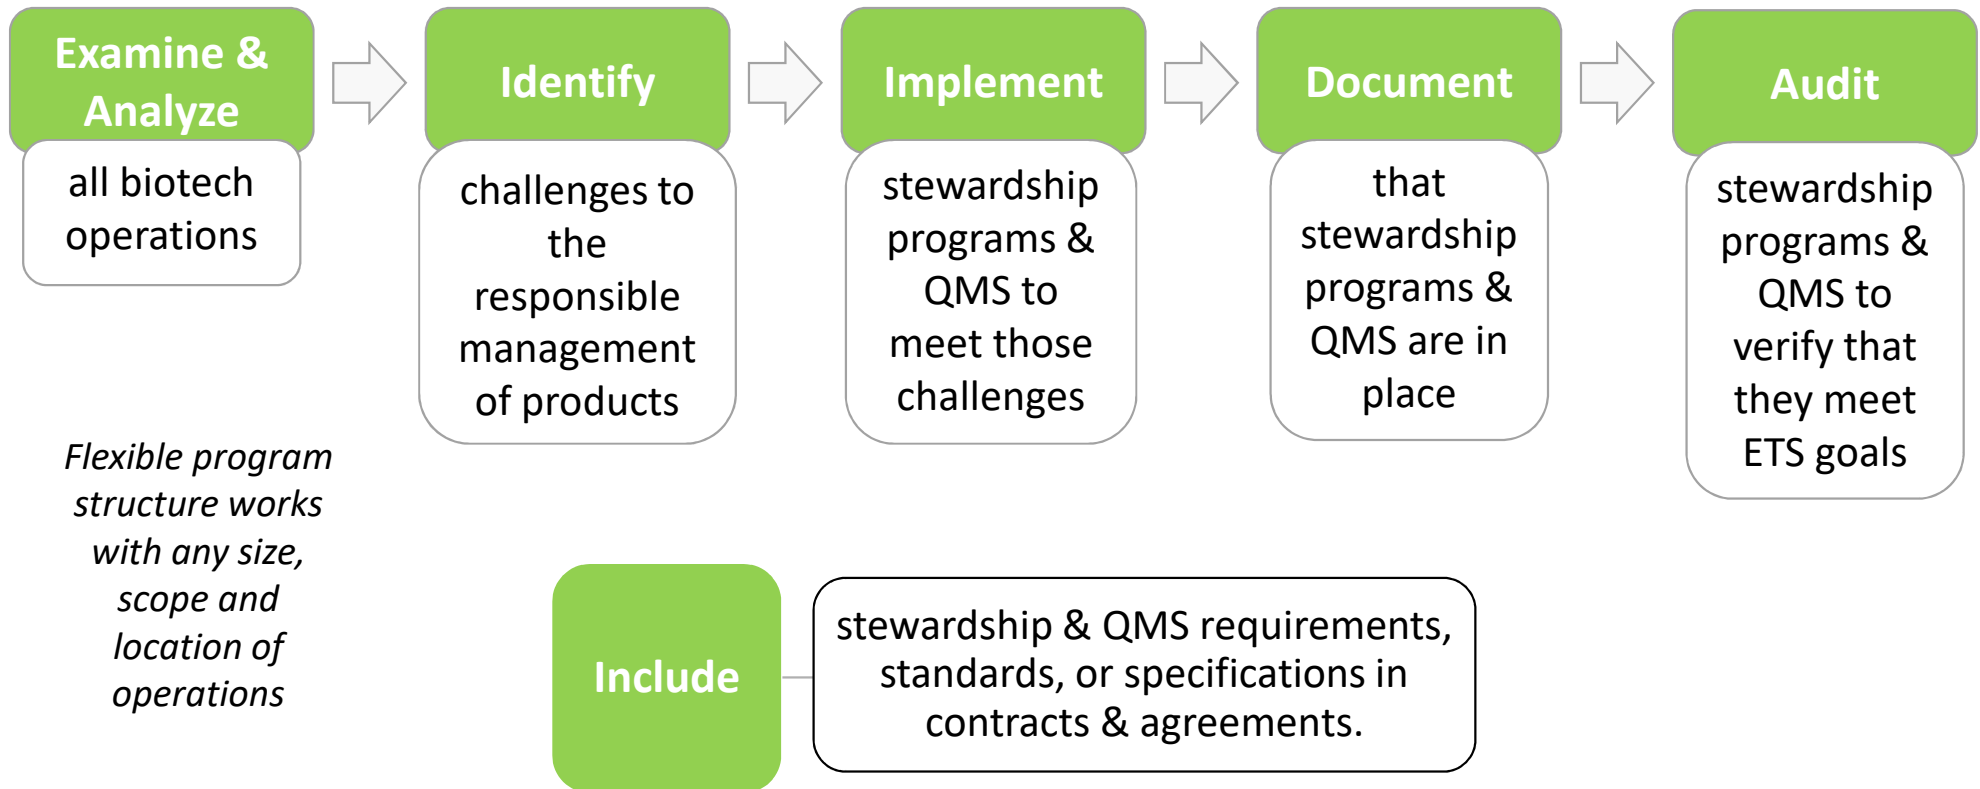 Examine &
Analyze
all biotech
operations
Identify
challenges to
the
responsible
management
of products
Implement
stewardship
programs &
QMS to
meet those
challenges
Document
that
stewardship
programs &
QMS are in
place
Audit
stewardship
programs &
QMS to
verify that
they meet
ETS goals
Flexible program
structure works
with any size,
scope and
location of
operations
Include
stewardship & QMS requirements,
standards, or specifications in
contracts & agreements.